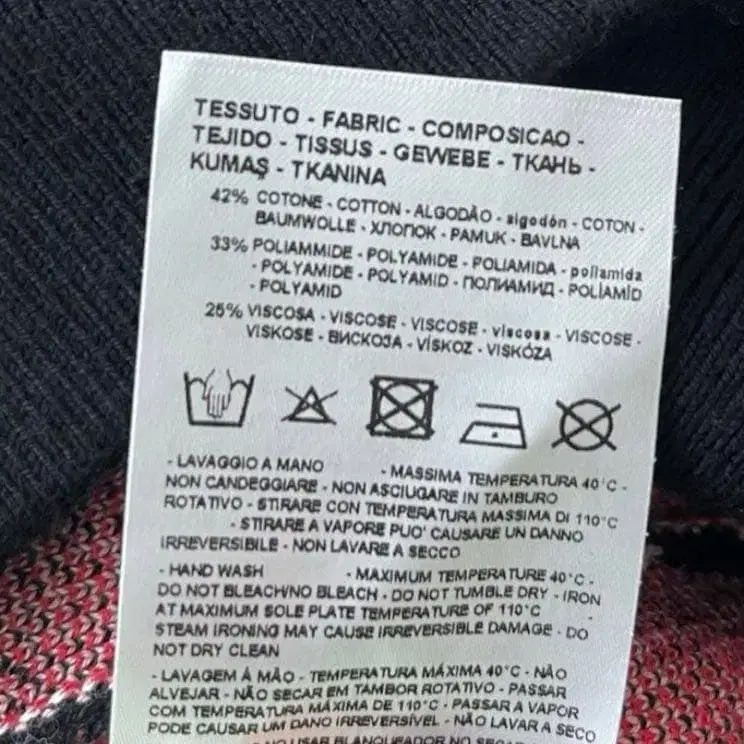 TESSUTO - FABRIC - COMPOSICAO -
TEJIDO - TISSUS - GEWEBE - ТКАНЬ -
KUMAŞ - TKANINA
42% COTONE - COTTON - ALGODÃO - algodón - COTON -
BAUMWOLLE - ХЛОПОК - PAMUK - BAVLNA
33% POLIAMMIDE - POLYAMIDE - POLIAMIDA - poliamida
- POLYAMIDE - POLYAMID - ПОЛИАМИД - POLİAMİD
- POLYAMID
25% VISCOSA - VISCOSE - VISCOSE - viscosa - VISCOSE -
VISKOSE - ВИСКОЗА - VİSKOZ - VISKÓZA
- LAVAGGIO A MANO - MASSIMA TEMPERATURA 40°C -
NON CANDEGGIARE - NON ASCIUGARE IN TAMBURO
ROTATIVO - STIRARE CON TEMPERATURA MASSIMA DI 110°C
- STIRARE A VAPORE PUO' CAUSARE UN DANNO
IRREVERSIBILE - NON LAVARE A SECCO
- HAND WASH - MAXIMUM TEMPERATURE 40°C -
DO NOT BLEACH/NO BLEACH - DO NOT TUMBLE DRY - IRON
AT MAXIMUM SOLE PLATE TEMPERATURE OF 110°C
STEAM IRONING MAY CAUSE IRREVERSIBLE DAMAGE - DO
NOT DRY CLEAN
- LAVAGEM À MÃO - TEMPERATURA MÁXIMA 40°C - NÃO
ALVEJAR - NÃO SECAR EM TAMBOR ROTATIVO - PASSAR
COM TEMPERATURA MÁXIMA DE 110°C - PASSAR A VAPOR
PODE CAUSAR UM DANO IRREVERSÍVEL - NÃO LAVAR A SECO
NO USAR BLANQUEADOR NO SECAR